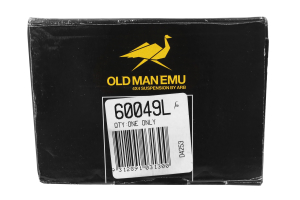 OLD MAN EMU
4X4 SUSPENSION BY ARB
60049L
QTY: ONE ONLY